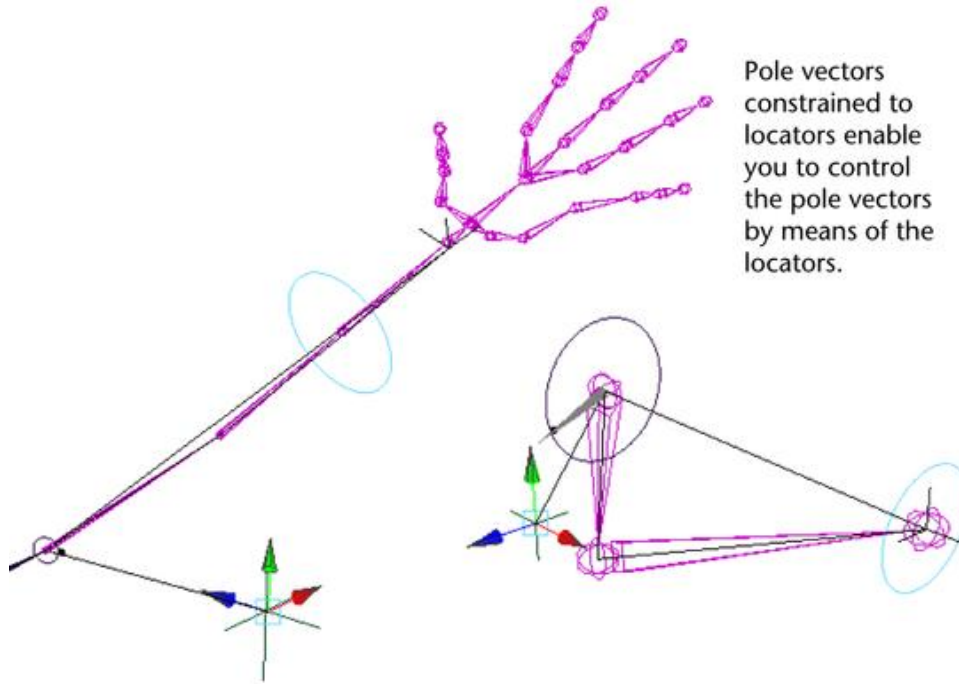 Pole vectors
constrained to
locators enable
you to control
the pole vectors
by means of the
locators.